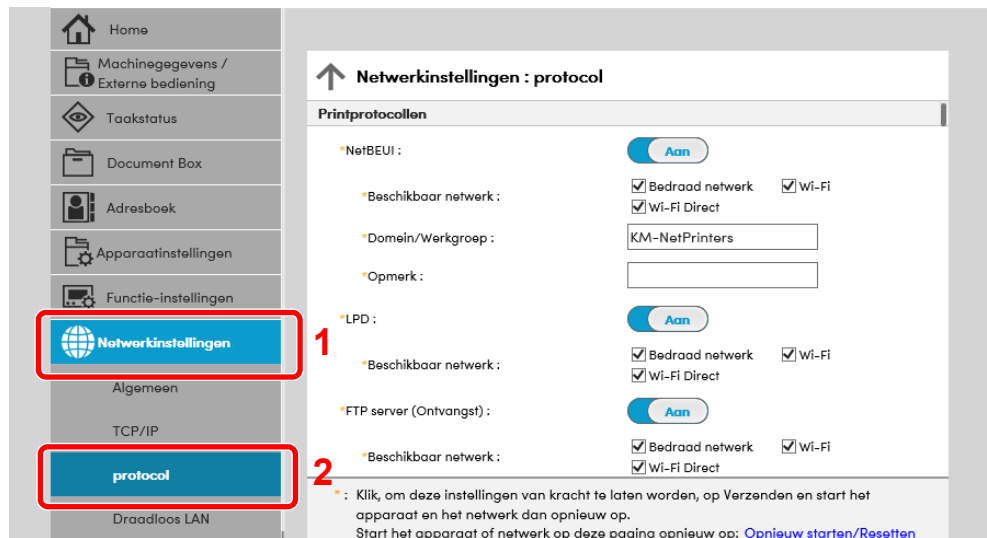 Home
Machinegegevens /
Externe bediening
Taakstatus
Document Box
Adresboek
Apparaatinstellingen
Functie-instellingen
Netwerkinstellingen
1
Algemeen
TCP/IP
protocol
2
Draadloos LAN
Netwerkinstellingen : protocol
Printprotocollen
*NetBEUI :
Aan
*Beschikbaar netwerk :
Bedraad netwerk
Wi-Fi
Wi-Fi Direct
*Domein/Werkgroep :
KM-NetPrinters
*Opmerk :
*LPD :
Aan
*Beschikbaar netwerk :
Bedraad netwerk
Wi-Fi
Wi-Fi Direct
*FTP server (Ontvangst) :
Aan
*Beschikbaar netwerk :
Bedraad netwerk
Wi-Fi
Wi-Fi Direct
* : Klik, om deze instellingen van kracht te laten worden, op Verzenden en start het
apparaat en het netwerk dan opnieuw op.
Start het apparaat of netwerk op deze pagina opnieuw op: Opnieuw starten/Resetten